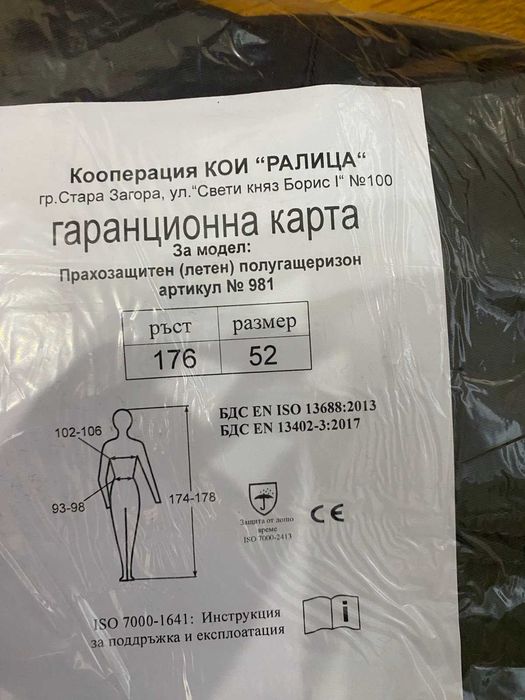 Кооперация КОИ “РАЛИЦА“
гр.Стара Загора, ул.“Свети княз Борис I“ №100
гаранционна карта
За модел:
Прахозащитен (летен) полугащеризон
артикул № 981
ръст размер
176 52
БДС EN ISO 13688:2013
БДС EN 13402-3:2017
102-106
93-98
174-178
Защита от лошо
време
ISO 7000-2413
CE
ISO 7000-1641: Инструкция
за поддръжка и експлоатация
i